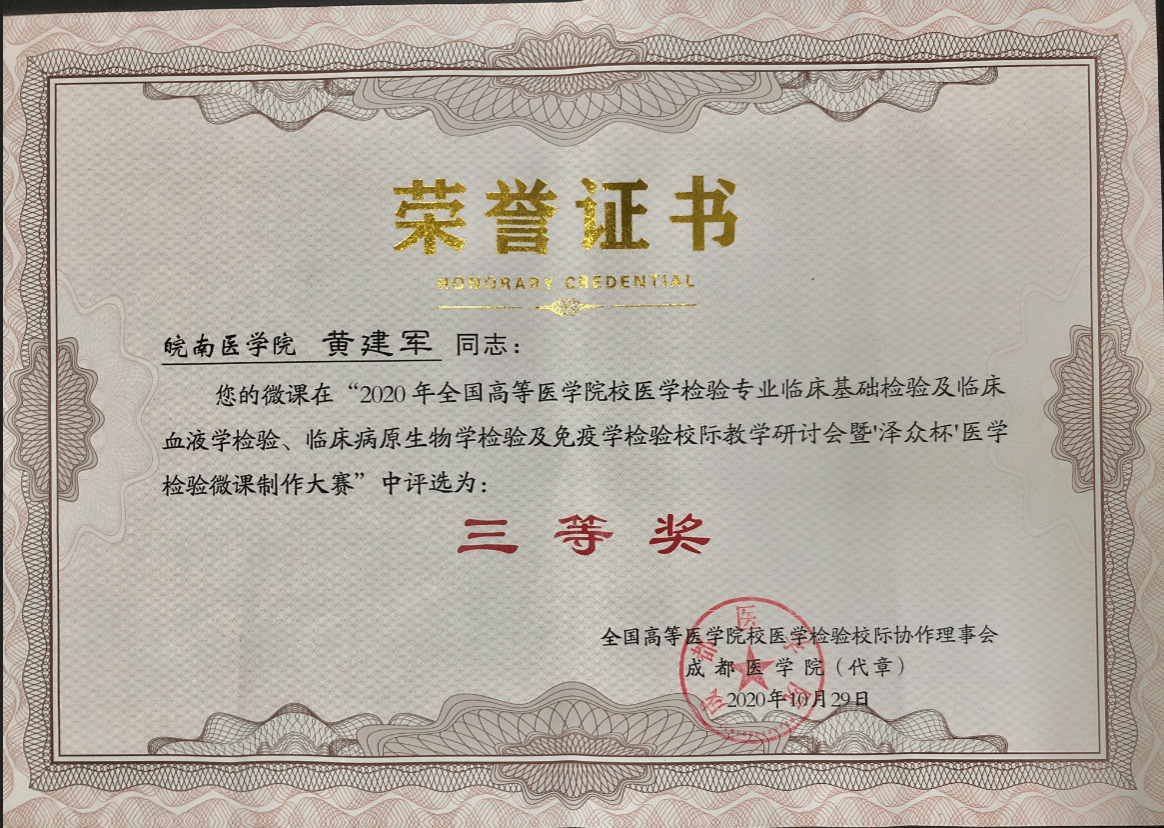 荣誉证书
HONORARY CREDENTIAL
皖南医学院 黄建军 同志：
您的微课在“2020年全国高等医学院校医学检验专业临床基础检验及临床
血液学检验、临床病原生物学检验及免疫学检验校际教学研讨会暨'泽众杯'医学
检验微课制作大赛”中评选为：
三等奖
全国高等医学院校医学检验校际协作理事会
成都医学院（代章）
2020年10月29日
成都医学院